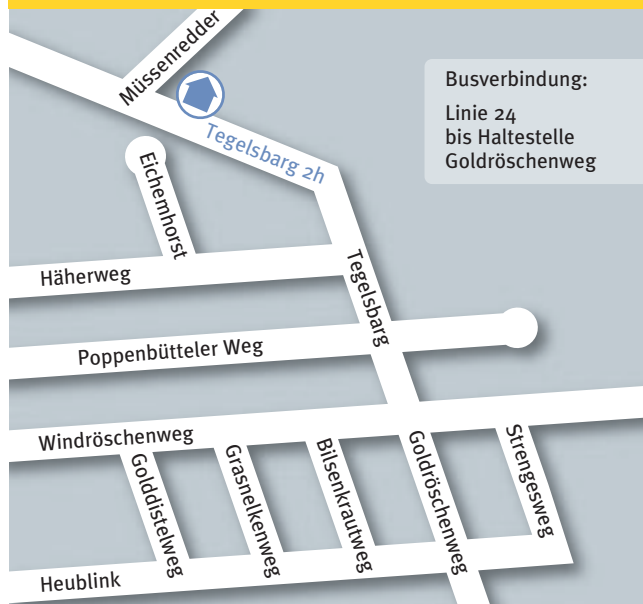 Müssenredder
Busverbindung:
Linie 24
bis Haltestelle
Goldröschenweg
Tegelsbarg 2h
Eichemhorst
Häherweg
Tegelsbarg
Poppenbütteler Weg
Windröschenweg
Golddistelweg
Grasnelkenweg
Bilsenkrautweg
Goldröschenweg
Strengesweg
Heublink